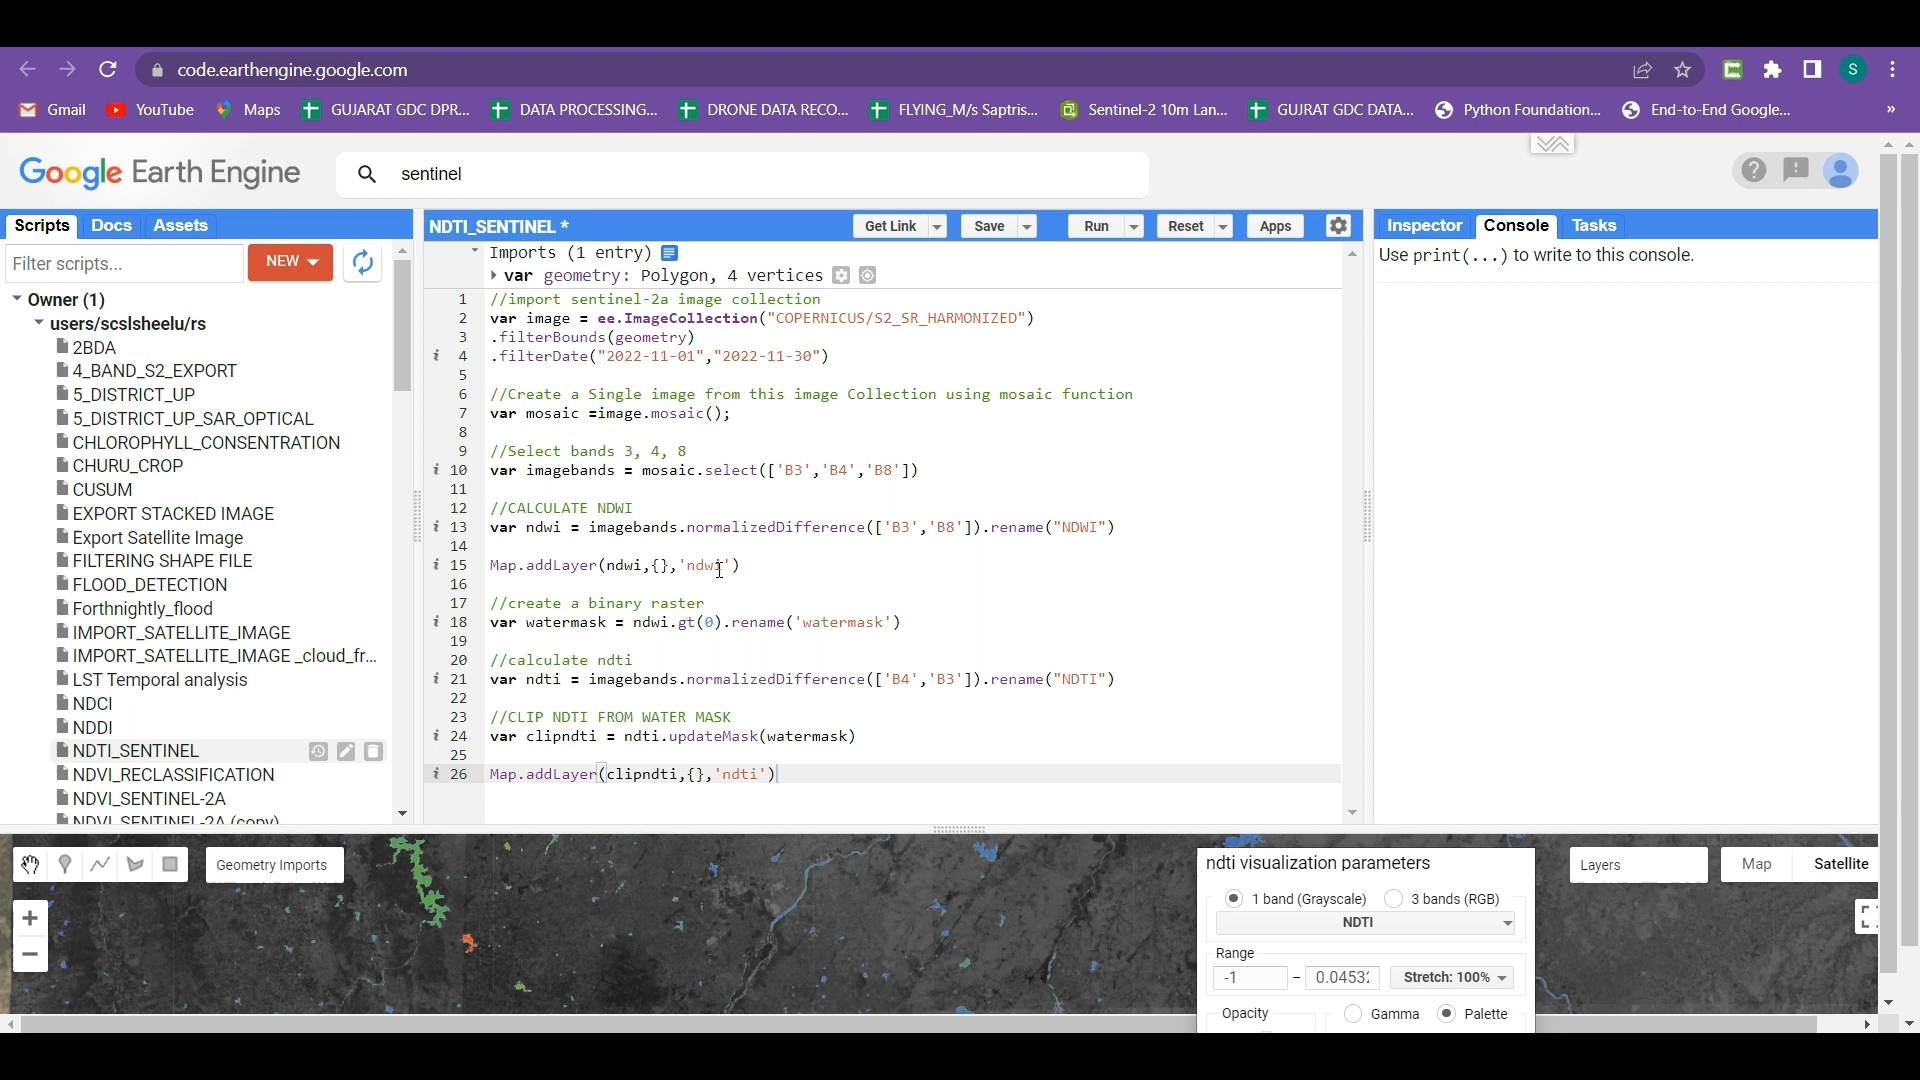 code.earthengine.google.com
S
Gmail
YouTube
Maps
GUJARAT GDC DPR...
DATA PROCESSING...
DRONE DATA RECO...
FLYING_M/s Saptris...
Sentinel-2 10m Lan...
GUJRAT GDC DATA...
Python Foundation...
End-to-End Google...
»
Google Earth Engine
sentinel
Scripts
Docs
Assets
NDTI_SENTINEL *
Get Link
Save
Run
Reset
Apps
Inspector
Console
Tasks
Filter scripts...
NEW
Owner (1)
users/scslsheelu/rs
2BDA
4_BAND_S2_EXPORT
5_DISTRICT_UP
5_DISTRICT_UP_SAR_OPTICAL
CHLOROPHYLL_CONSENTRATION
CHURU_CROP
CUSUM
EXPORT STACKED IMAGE
Export Satellite Image
FILTERING SHAPE FILE
FLOOD_DETECTION
Forthnightly_flood
IMPORT_SATELLITE_IMAGE
IMPORT_SATELLITE_IMAGE _cloud_fr...
LST Temporal analysis
NDCI
NDDI
NDTI_SENTINEL
NDVI_RECLASSIFICATION
NDVI_SENTINEL-2A
NDVI_SENTINEL-2A (copy)
Imports (1 entry)
var geometry: Polygon, 4 vertices
1 //import sentinel-2a image collection
2 var image = ee.ImageCollection("COPERNICUS/S2_SR_HARMONIZED")
3 .filterBounds(geometry)
i 4 .filterDate("2022-11-01","2022-11-30")
5
6 //Create a Single image from this image Collection using mosaic function
7 var mosaic =image.mosaic();
8
9 //Select bands 3, 4, 8
i 10 var imagebands = mosaic.select(['B3','B4','B8'])
11
12 //CALCULATE NDWI
i 13 var ndwi = imagebands.normalizedDifference(['B3','B8']).rename("NDWI")
14
i 15 Map.addLayer(ndwi,{},'ndwi')
16
17 //create a binary raster
i 18 var watermask = ndwi.gt(0).rename('watermask')
19
20 //calculate ndti
i 21 var ndti = imagebands.normalizedDifference(['B4','B3']).rename("NDTI")
22
23 //CLIP NDTI FROM WATER MASK
i 24 var clipndti = ndti.updateMask(watermask)
25
i 26 Map.addLayer(clipndti,{},'ndti')
Use print(...) to write to this console.
Geometry Imports
+
−
ndti visualization parameters
1 band (Grayscale)
3 bands (RGB)
NDTI
Range
-1 – 0.04532
Stretch: 100%
Opacity
Gamma
Palette
Layers
Map
Satellite